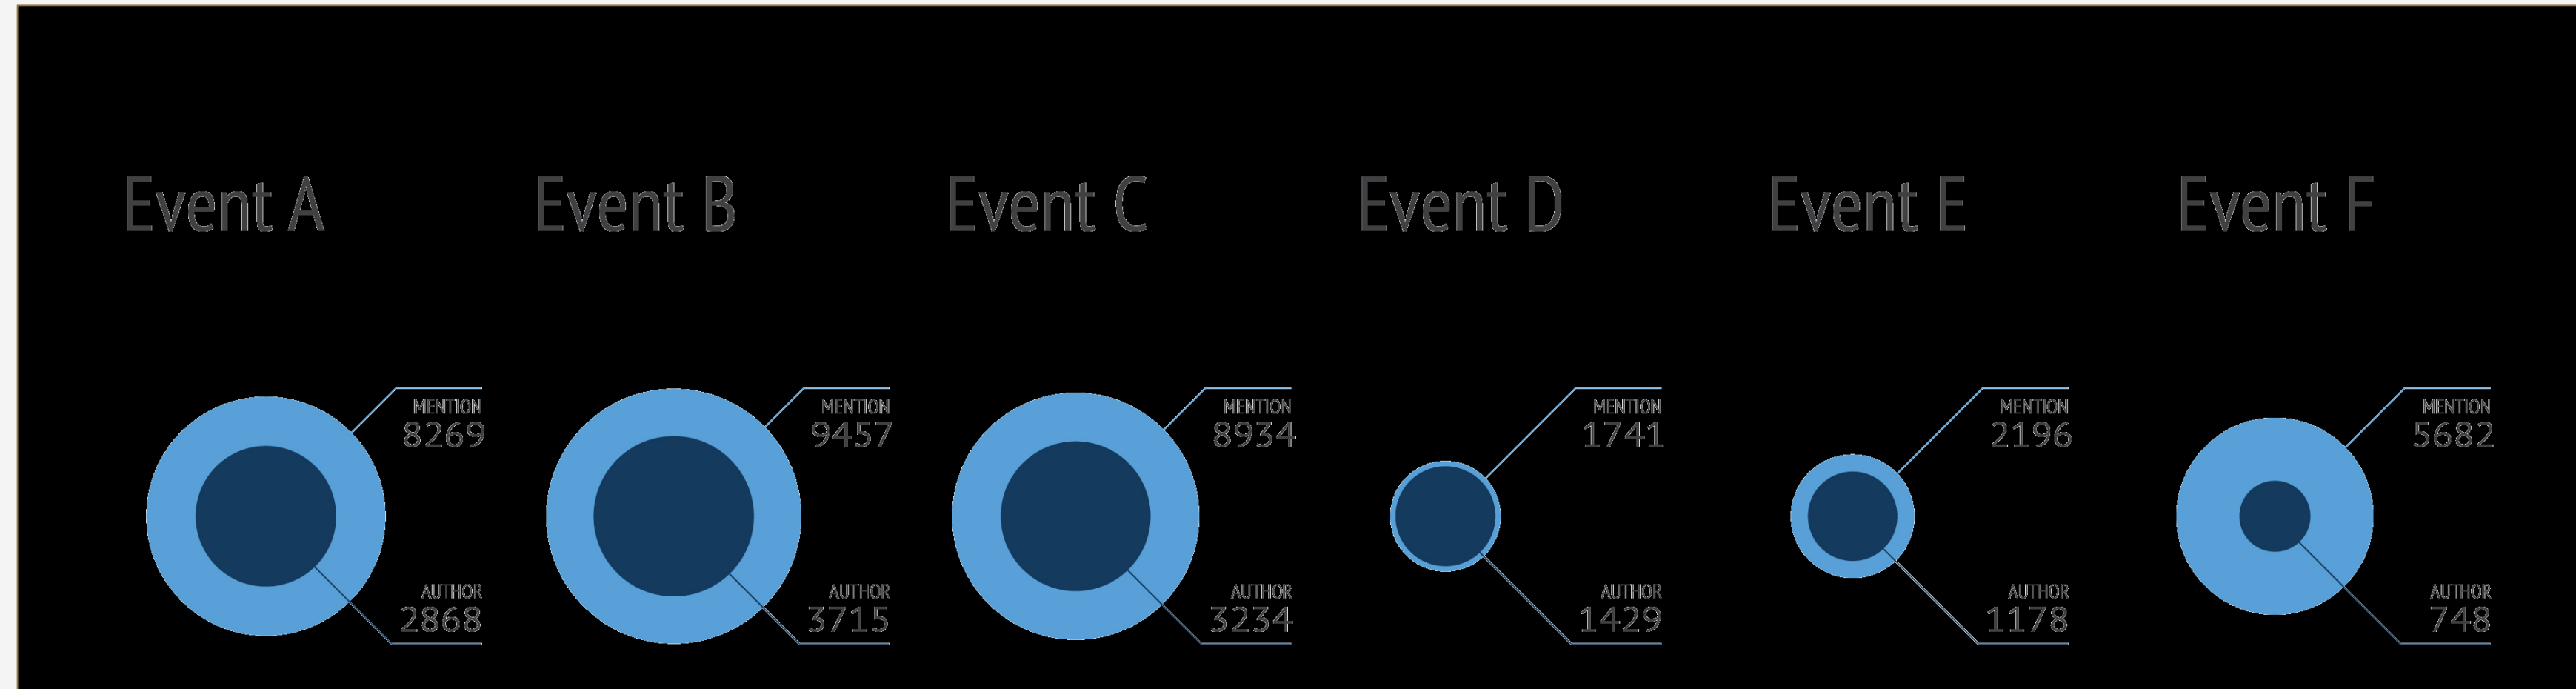 Event A
Event B
Event C
Event D
Event E
Event F
MENTION
8269
AUTHOR
2868
MENTION
9457
AUTHOR
3715
MENTION
8934
AUTHOR
3234
MENTION
1741
AUTHOR
1429
MENTION
2196
AUTHOR
1178
MENTION
5682
AUTHOR
748